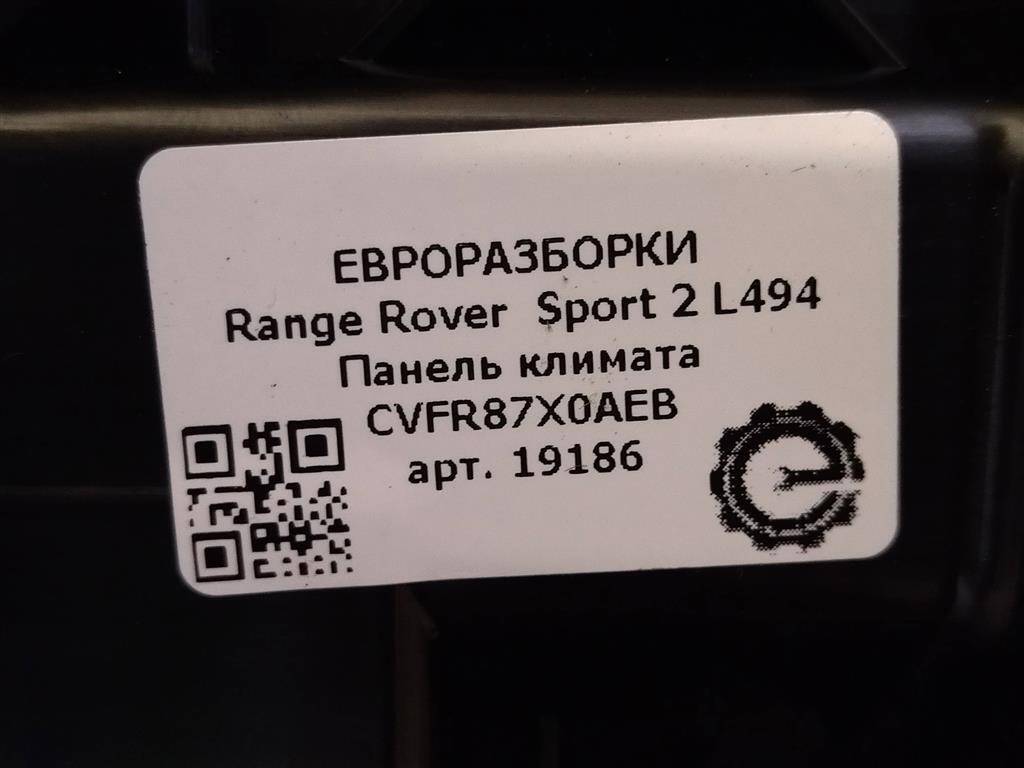 ЕВРОРАЗБОРКИ
Range Rover Sport 2 L494
Панель климата
CVFR87X0AEB
арт. 19186